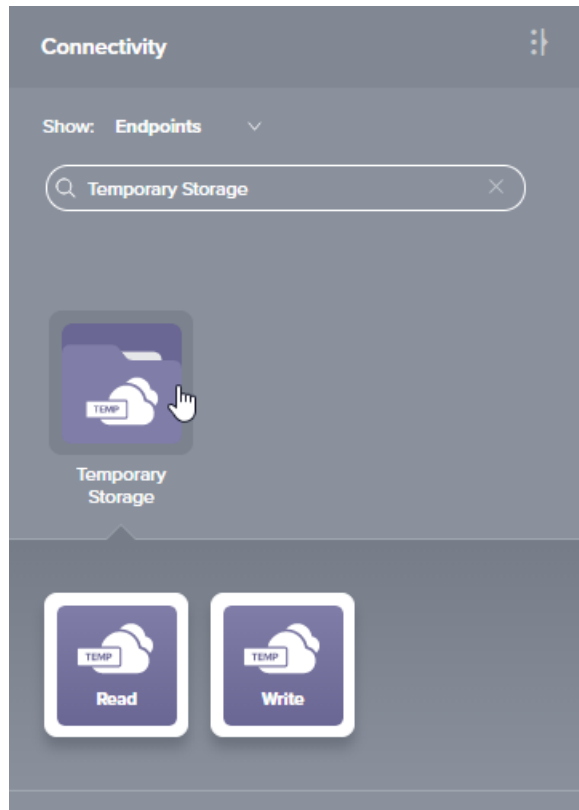 Connectivity
Show: Endpoints
Temporary Storage
TEMP
Temporary
Storage
TEMP
Read
TEMP
Write